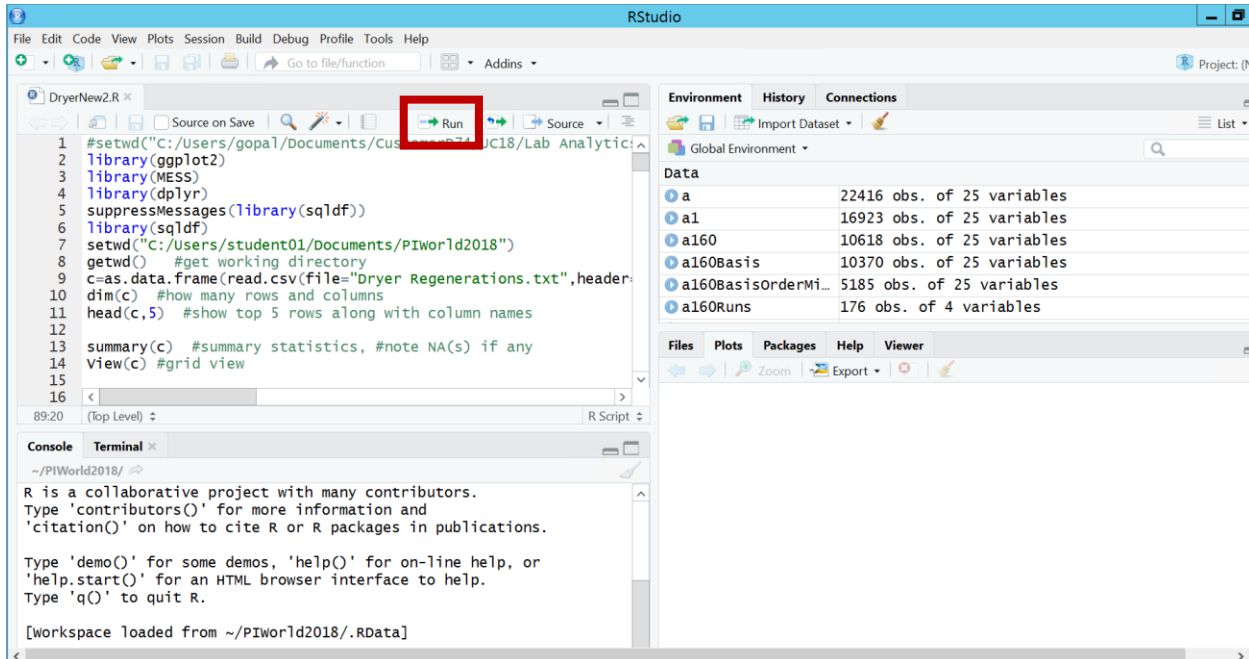 RStudio
File Edit Code View Plots Session Build Debug Profile Tools Help
Go to file/function Addins Project: (N
DryerNew2.R
Source on Save Run Source
1 #setwd("C:/Users/gopal/Documents/Cus UC18/Lab Analytic
2 library(ggplot2)
3 library(MESS)
4 library(dplyr)
5 suppressMessages(library(sqldf))
6 library(sqldf)
7 setwd("C:/Users/student01/Documents/PIWorld2018")
8 getwd() #get working directory
9 c=as.data.frame(read.csv(file="Dryer Regenerations.txt",header=
10 dim(c) #how many rows and columns
11 head(c,5) #show top 5 rows along with column names
12
13 summary(c) #summary statistics, #note NA(s) if any
14 View(c) #grid view
15
16
89:20 (Top Level) R Script
Console Terminal
~/PIWorld2018/
R is a collaborative project with many contributors.
Type 'contributors()' for more information and
'citation()' on how to cite R or R packages in publications.
Type 'demo()' for some demos, 'help()' for on-line help, or
'help.start()' for an HTML browser interface to help.
Type 'q()' to quit R.
[Workspace loaded from ~/PIWorld2018/.RData]
Environment History Connections
Import Dataset List
Global Environment
Data
a 22416 obs. of 25 variables
a1 16923 obs. of 25 variables
a160 10618 obs. of 25 variables
a160Basis 10370 obs. of 25 variables
a160BasisOrderMi… 5185 obs. of 25 variables
a160Runs 176 obs. of 4 variables
Files Plots Packages Help Viewer
Zoom Export